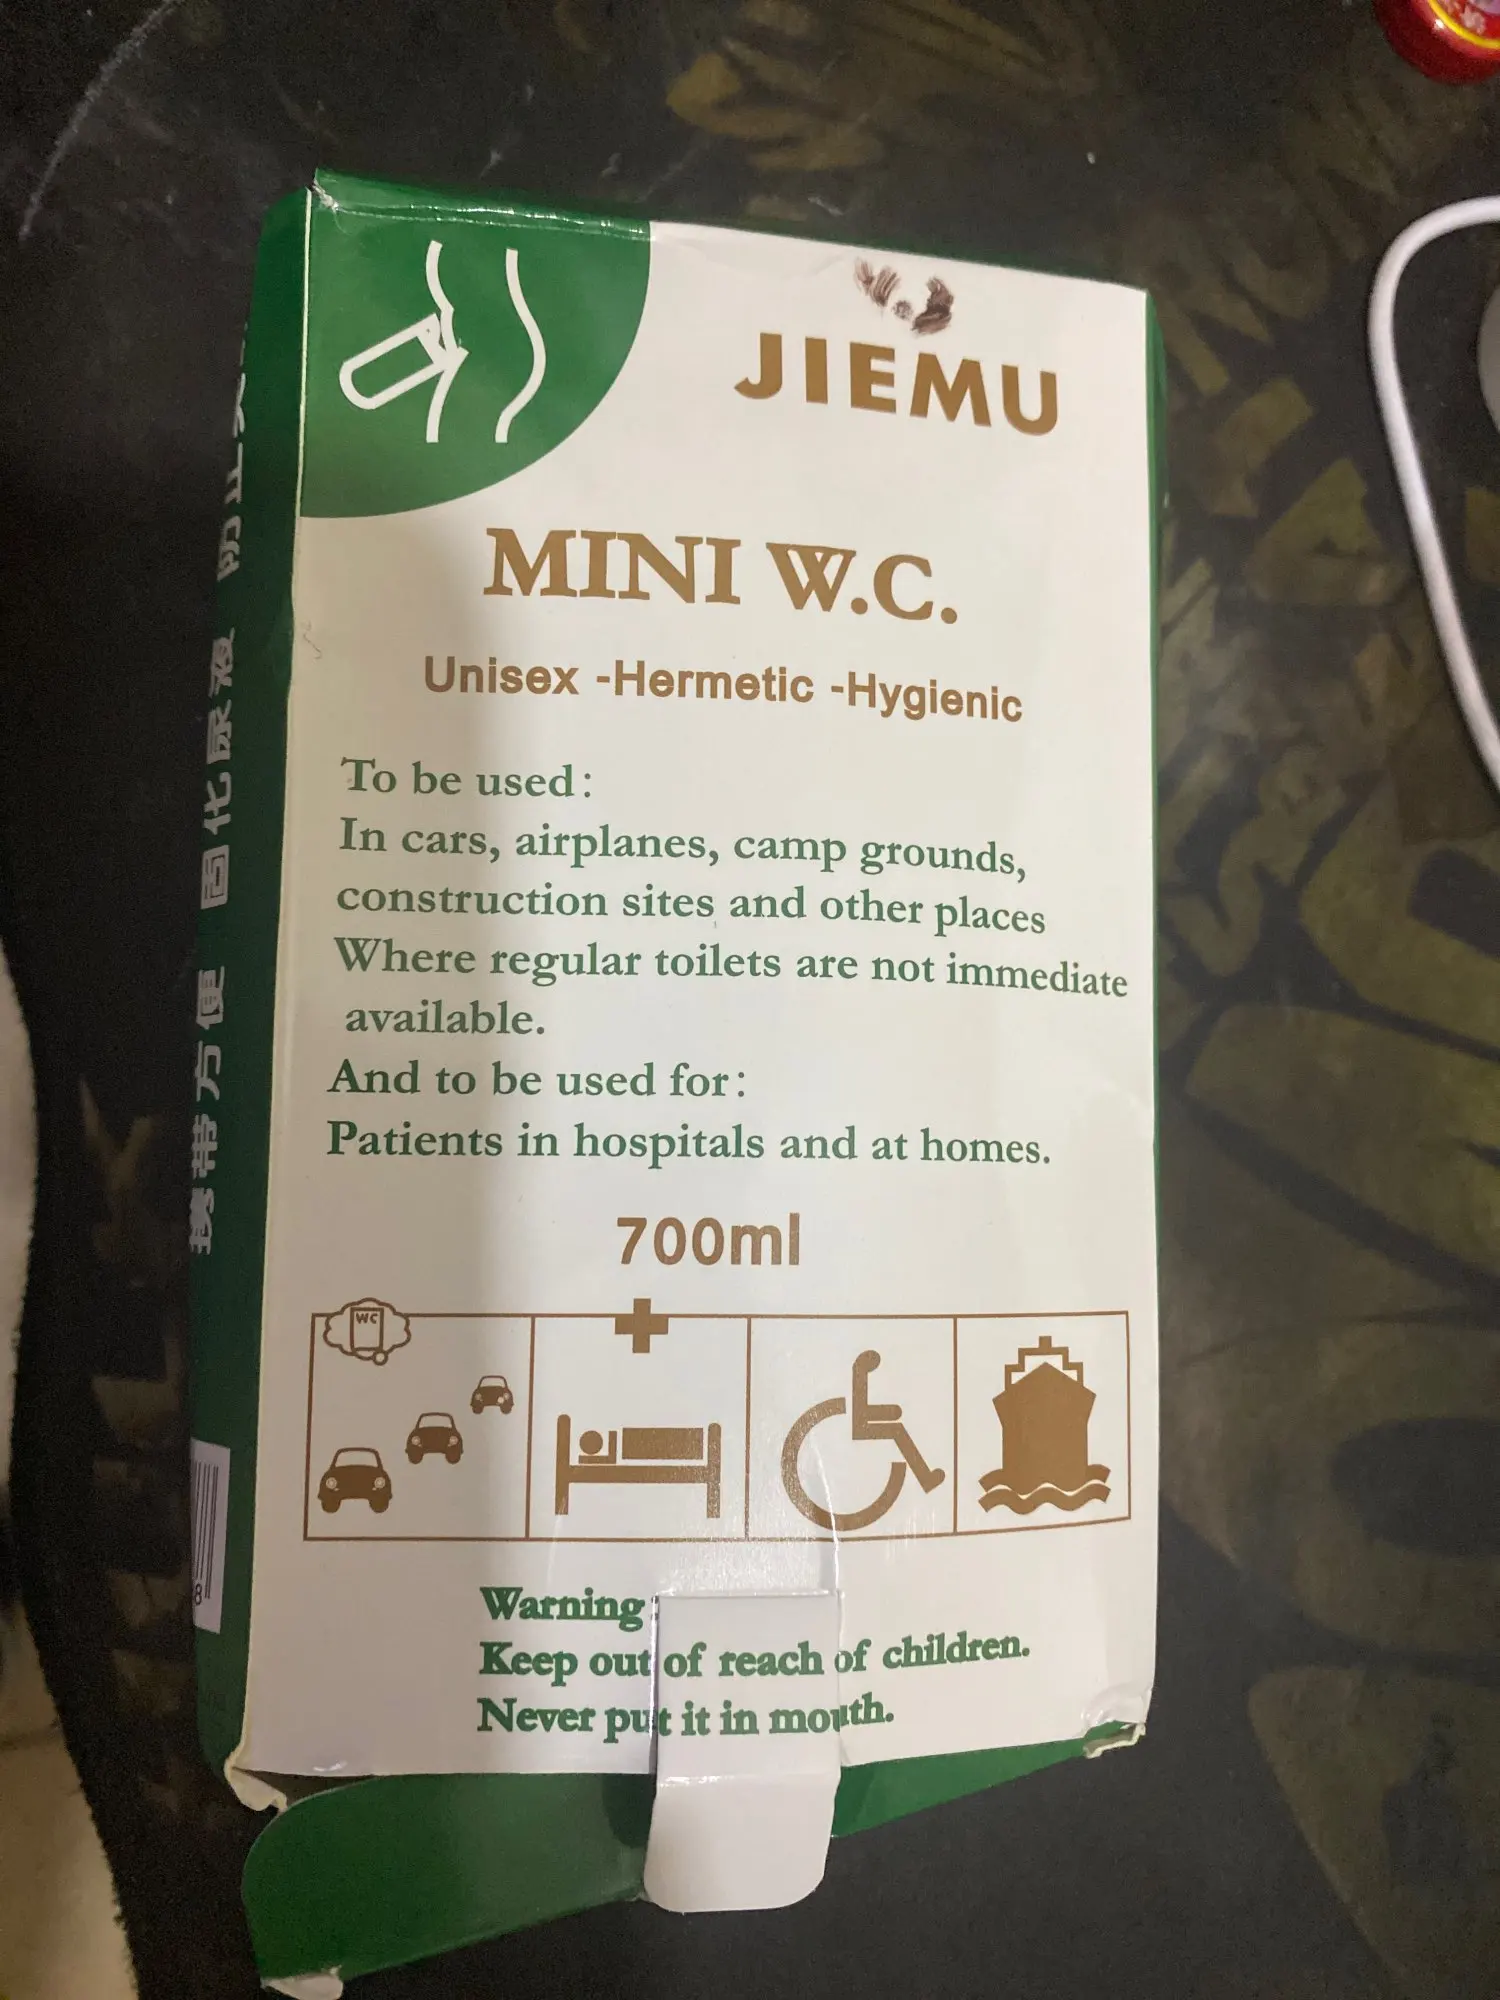 JIEMU
MINI W.C.
Unisex -Hermetic -Hygienic
To be used:
In cars, airplanes, camp grounds,
construction sites and other places
Where regular toilets are not immediate
available.
And to be used for:
Patients in hospitals and at homes.
700ml
WC
Warning
Keep out of reach of children.
Never put it in mouth.
携带方便 固化尿液 防止
8